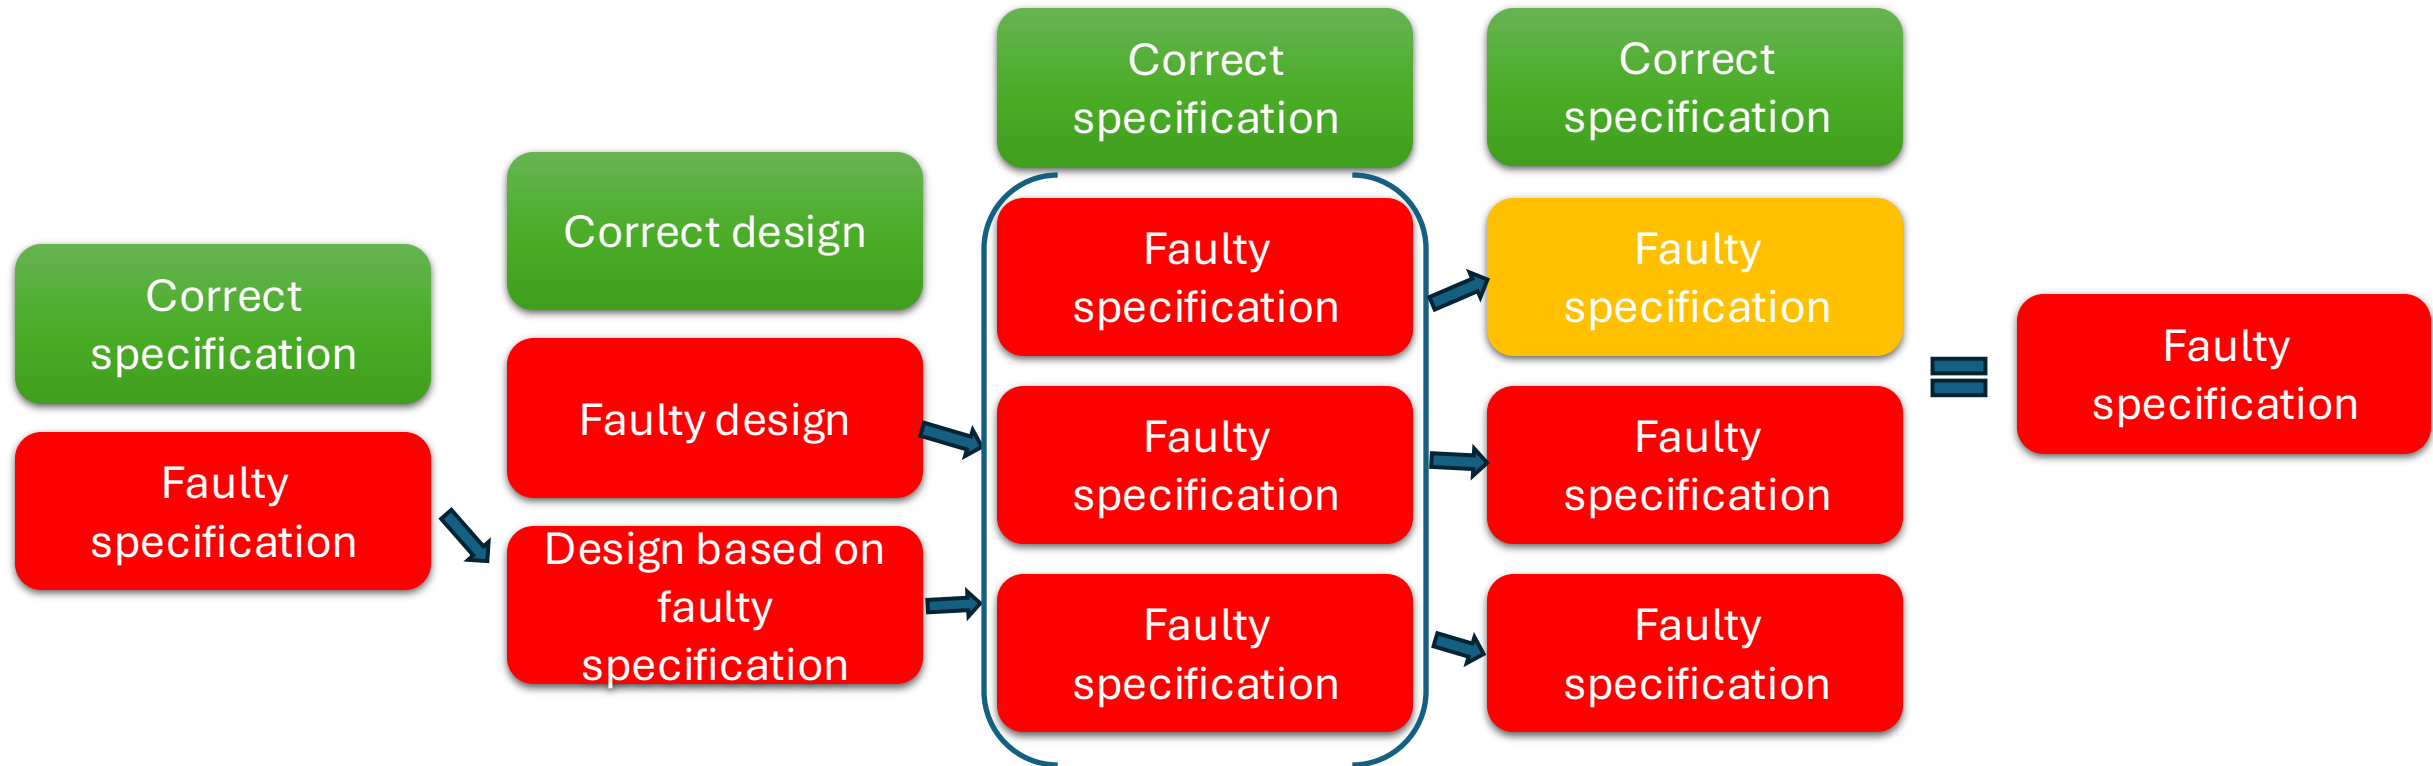 Correct
specification
Faulty
specification
Correct design
Faulty design
Design based on
faulty
specification
Correct
specification
Faulty
specification
Faulty
specification
Faulty
specification
Correct
specification
Faulty
specification
Faulty
specification
Faulty
specification
Faulty
specification